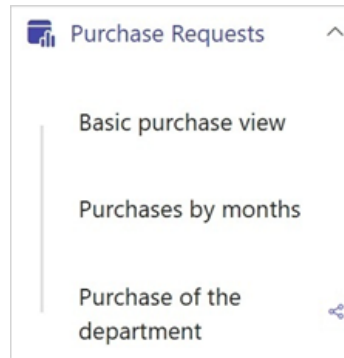 Purchase Requests
Basic purchase view
Purchases by months
Purchase of the
department